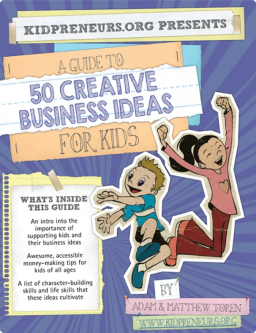 KIDPRENEURS.ORG PRESENTS
A GUIDE TO
50 CREATIVE
BUSINESS IDEAS
FOR KIDS
WHAT'S INSIDE
THIS GUIDE
An intro into the
importance of
supporting kids and
their business ideas
Awesome, accessible
money-making tips for
kids of all ages
A list of character-building
skills and life skills that
these ideas cultivate
BY
ADAM & MATTHEW TOREN
WWW.KIDPRENEURS.ORG